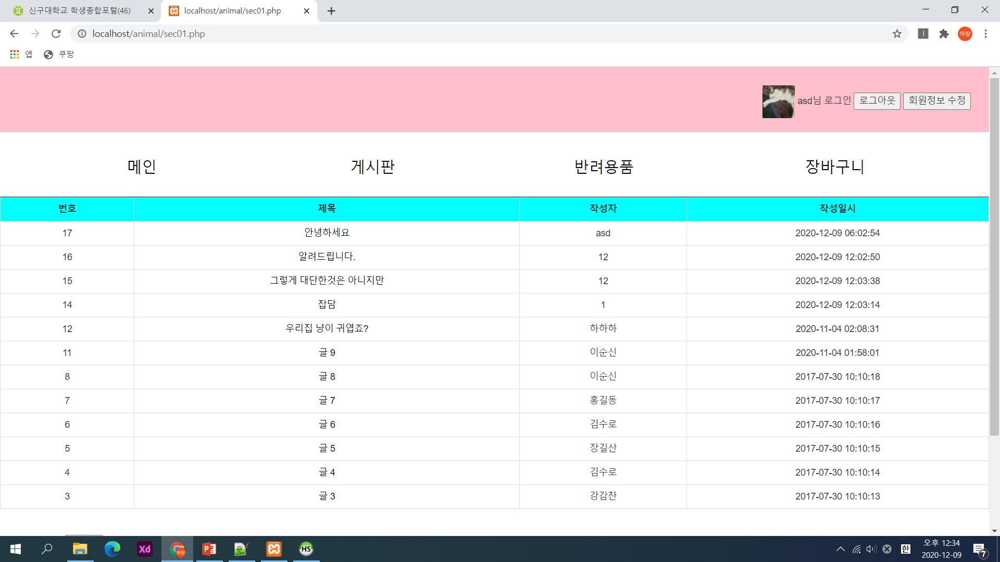 신구대학교 학생종합포털(46)
localhost/animal/sec01.php
localhost/animal/sec01.php
I
하랑
앱
쿠팡
asd님 로그인 로그아웃 회원정보 수정
메인 게시판 반려용품 장바구니
번호 제목 작성자 작성일시
17 안녕하세요 asd 2020-12-09 06:02:54
16 알려드립니다. 12 2020-12-09 12:02:50
15 그렇게 대단한것은 아니지만 12 2020-12-09 12:03:38
14 잡담 1 2020-12-09 12:03:14
12 우리집 냥이 귀엽죠? 하하하 2020-11-04 02:08:31
11 글 9 이순신 2020-11-04 01:58:01
8 글 8 이순신 2017-07-30 10:10:18
7 글 7 홍길동 2017-07-30 10:10:17
6 글 6 김수로 2017-07-30 10:10:16
5 글 5 장길산 2017-07-30 10:10:15
4 글 4 김수로 2017-07-30 10:10:14
3 글 3 강감찬 2017-07-30 10:10:13
Xd
하랑
P
HS
한
오후 12:34
2020-12-09
7